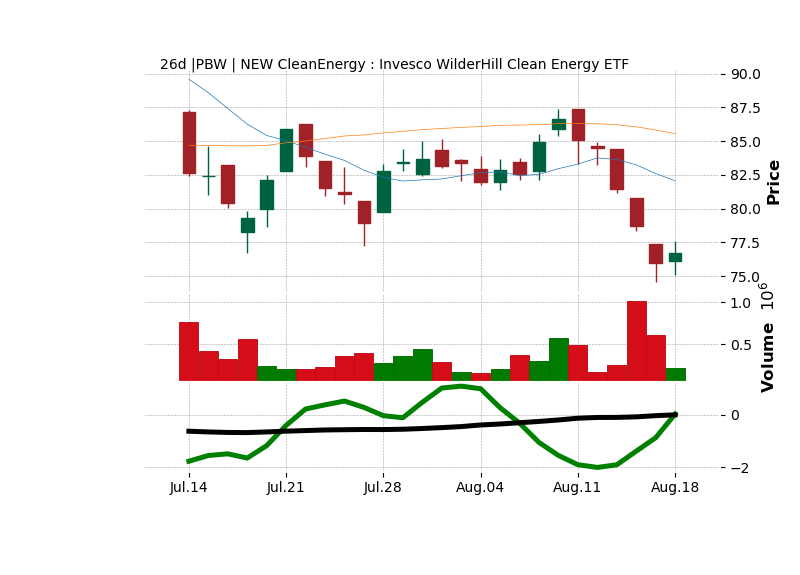 26d |PBW | NEW CleanEnergy : Invesco WilderHill Clean Energy ETF
90.0
87.5
85.0
82.5
80.0
77.5
75.0
Price
1.0
0.5
Volume 10^6
0
−2
Jul.14 Jul.21 Jul.28 Aug.04 Aug.11 Aug.18